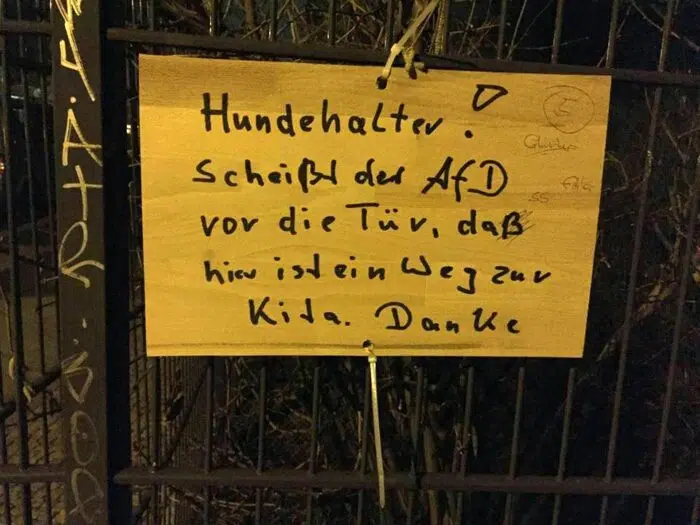 Hundehalter!
Scheißt der AfD
vor die Tür, daß
hier ist ein Weg zur
Kita. Danke